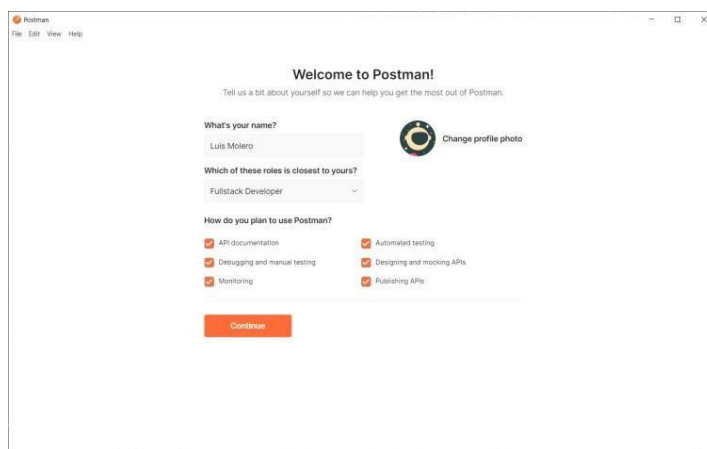 Postman
File Edit View Help
Welcome to Postman!
Tell us a bit about yourself so we can help you get the most out of Postman.
What's your name?
Luis Molero
Change profile photo
Which of these roles is closest to yours?
Fullstack Developer
How do you plan to use Postman?
API documentation
Automated testing
Debugging and manual testing
Designing and mocking APIs
Monitoring
Publishing APIs
Continue